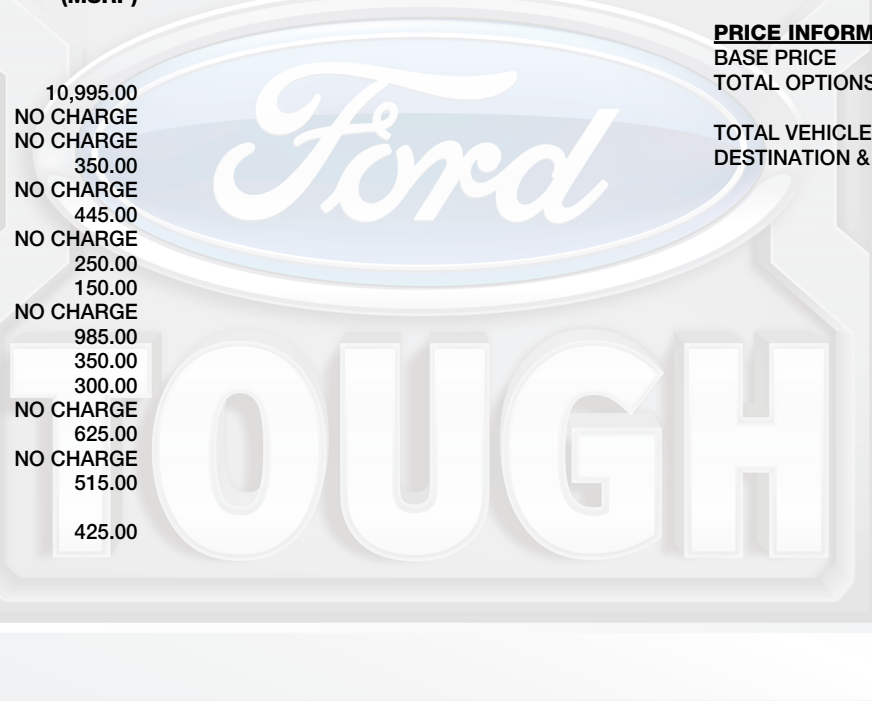 (MSRP)
10,995.00
NO CHARGE
NO CHARGE
350.00
NO CHARGE
445.00
NO CHARGE
250.00
150.00
NO CHARGE
985.00
350.00
300.00
NO CHARGE
625.00
NO CHARGE
515.00
425.00
PRICE INFORM
BASE PRICE
TOTAL OPTIONS
TOTAL VEHICLE
DESTINATION &
Ford
TOUGH